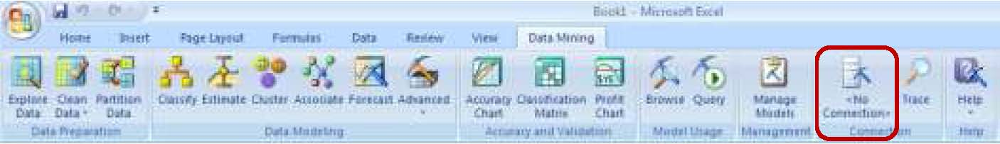 Book1 - Microsoft Excel
Home Insert Page Layout Formulas Data Review View Data Mining
Explore Data Clean Data Partition Data Classify Estimate Cluster Associate Forecast Advanced Accuracy Chart Classification Matrix Profit Chart Browse Query Manage Models <No Connection> Trace Help
Data Preparation Data Modeling Accuracy and Validation Model Usage Management Connection Help